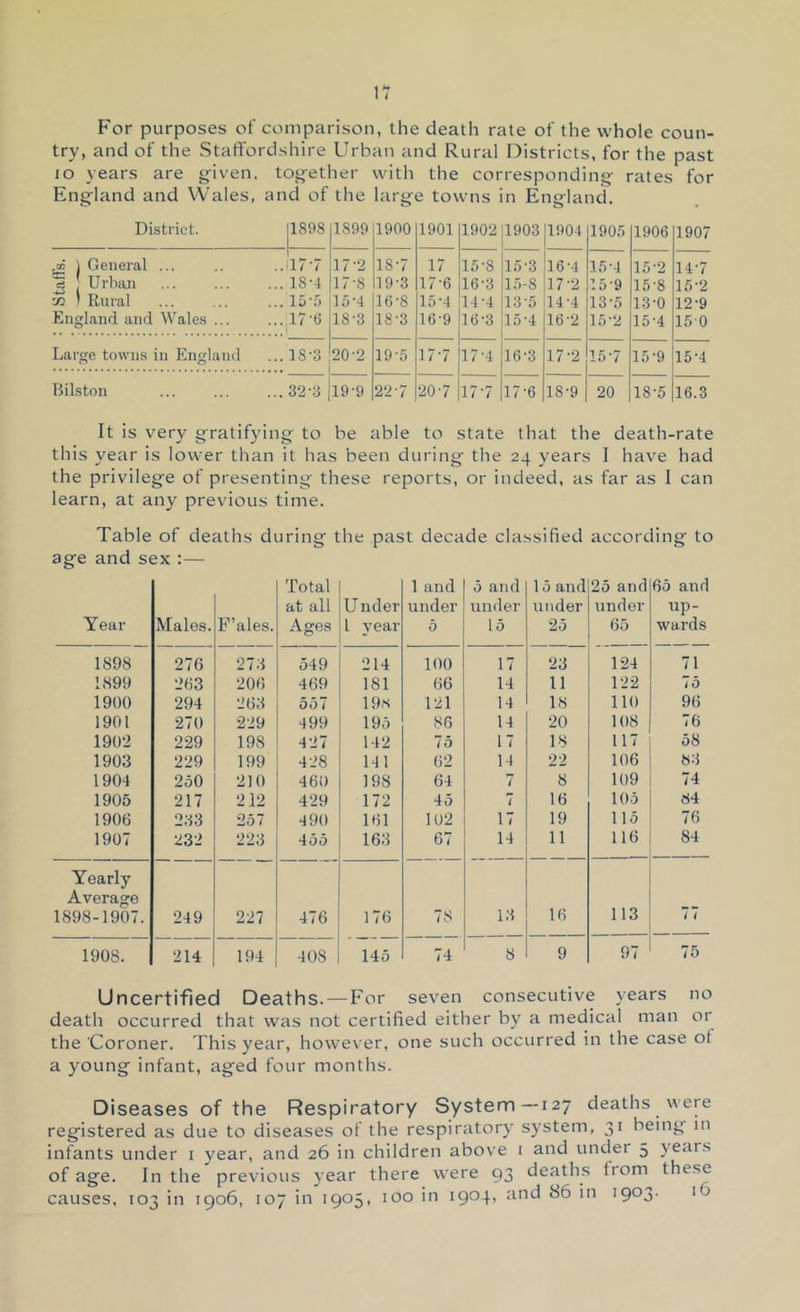 17
For purposes of comparison, the death rate of the whole coun-
try, and of the Staffordshire Urban and Rural Districts, for the past
10 years are given, together with the corresponding rates for
England and Wales, and of the large towns in England.
District. 1898 1899 1900 1901 1902 1903 1904 1905 1906 1907
Staffs. } General ... .. ..17·7 17·2 18·7 17 15·8 15·3 16·4 15·4 15·2 14·7
Urban ... ... ... 18·4 17·8 19·3 17·6 16·3 15-8 17·2 15·9 15·8 15·2
Rural ... .. ... 15·5 15·4 16·8 15·4 14·4 13·5 14·4 13·5 13·0 12·9
England and Wales ... ... 17·6 18·3 18·3 16·9 16·3 15·4 16·2 15·2 15·4 15 0
Large towns in England ... 18·3 20·2 19·5 17·7 17·4 16·3 17·2 15·7 15·9 15·4
Bilston ... ... ... 32·3 19·9 22·7 20·7 17·7 17·6 18·9 20 18·5 16.3
It is very gratifying to be able to state that the death-rate
this year is lower than it has been during the 24 years I have had
the privilege of presenting these reports, or indeed, as far as I can
learn, at any previous time.
Table of deaths during the past decade classified according to
age and sex :—
Total 1 and 5 and 15 and 25 and 65 and
at all Under under under under under up-
Year Males. F'ales. Ages 1 year 5 15 25 65 wards
1898 276 273 549 214 100 17 23 124 71
1899 263 206 469 181 66 14 11 122 75
1900 294 263 557 198 121 14 18 110 96
1901 270 229 499 195 86 14 20 108 76
1902 229 198 427 142 75 17 18 117 58
1903 229 199 428 141 62 14 22 106 83
1904 250 210 460 198 64 7 8 109 74
1905 217 212 429 172 45 7 16 105 84
1906 233 257 490 161 102 17 19 115 76
1907 232 223 455 163 67 14 11 116 84
Yearly
Average
1898-1907. 249 227 476 176 78 13 16 113 77
1908. 214 194 408 145 74 8 9 97 75
Uncertified Deaths.—For seven consecutive years no
death occurred that was not certified either by a medical man or
the Coroner. This year, however, one such occurred in the case of
a young infant, aged four months.
Diseases of the Respiratory System—127 deaths were
registered as due to diseases of the respiratory system, 31 being in
infants under 1 year, and 26 in children above 1 and under 5 years
of age. In the previous year there were 93 deaths from these
causes, 103 in 1906, 107 in 1905, 100 in 1904, and 86 in 1903. 16